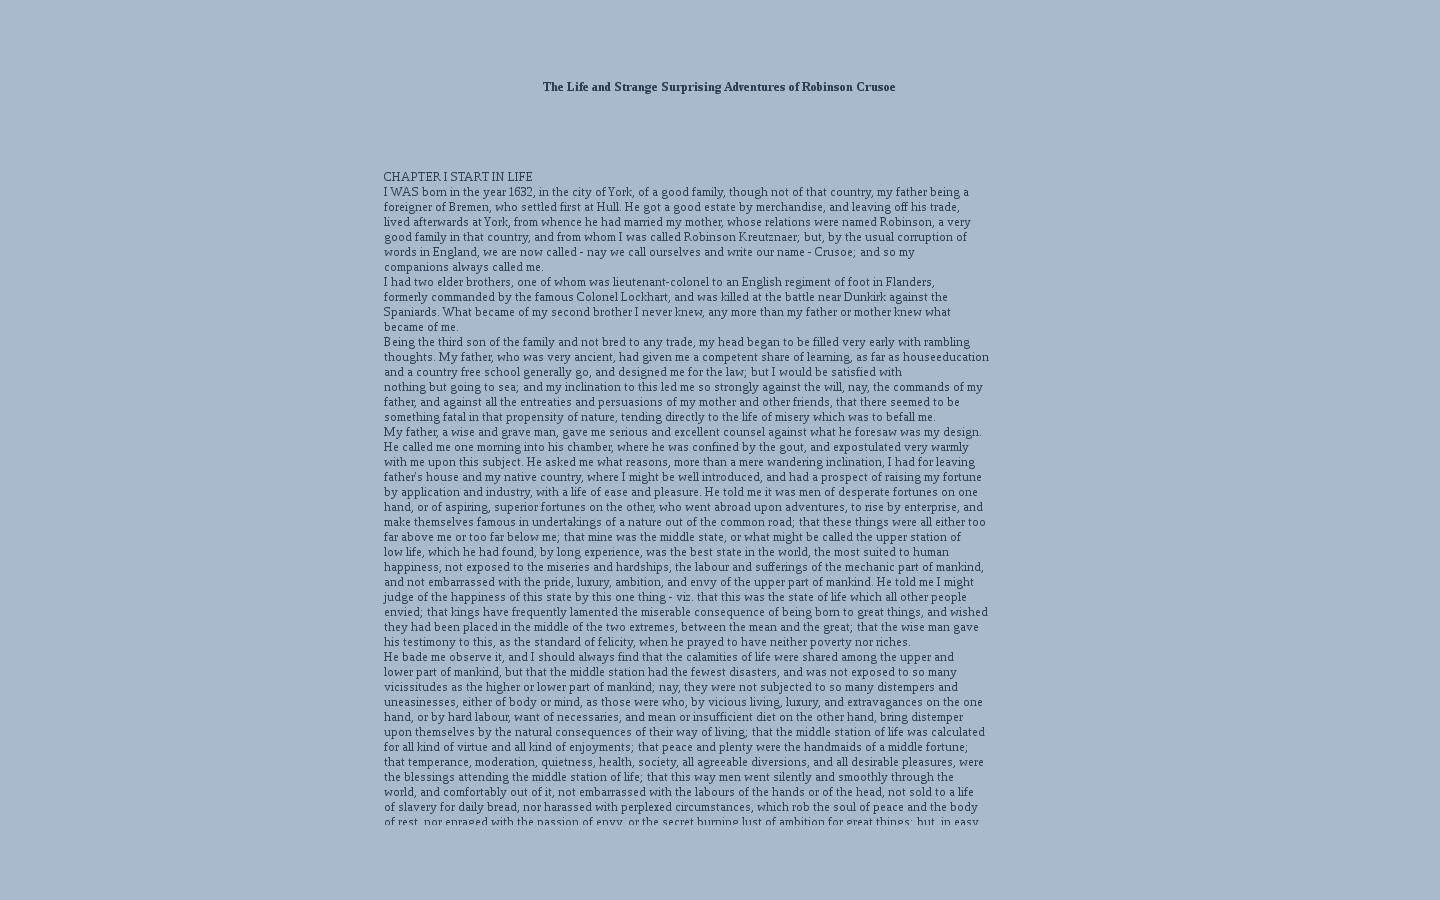 The Life and Strange Surprising Adventures of Robinson Crusoe
CHAPTER I START IN LIFE
I WAS born in the year 1632, in the city of York, of a good family, though not of that country, my father being a
foreigner of Bremen, who settled first at Hull. He got a good estate by merchandise, and leaving off his trade,
lived afterwards at York, from whence he had married my mother, whose relations were named Robinson, a very
good family in that country, and from whom I was called Robinson Kreutznaer; but, by the usual corruption of
words in England, we are now called - nay we call ourselves and write our name - Crusoe; and so my
companions always called me.
I had two elder brothers, one of whom was lieutenant-colonel to an English regiment of foot in Flanders,
formerly commanded by the famous Colonel Lockhart, and was killed at the battle near Dunkirk against the
Spaniards. What became of my second brother I never knew, any more than my father or mother knew what
became of me.
Being the third son of the family and not bred to any trade, my head began to be filled very early with rambling
thoughts. My father, who was very ancient, had given me a competent share of learning, as far as houseeducation
and a country free school generally go, and designed me for the law; but I would be satisfied with
nothing but going to sea; and my inclination to this led me so strongly against the will, nay, the commands of my
father, and against all the entreaties and persuasions of my mother and other friends, that there seemed to be
something fatal in that propensity of nature, tending directly to the life of misery which was to befall me.
My father, a wise and grave man, gave me serious and excellent counsel against what he foresaw was my design.
He called me one morning into his chamber, where he was confined by the gout, and expostulated very warmly
with me upon this subject. He asked me what reasons, more than a mere wandering inclination, I had for leaving
father's house and my native country, where I might be well introduced, and had a prospect of raising my fortune
by application and industry, with a life of ease and pleasure. He told me it was men of desperate fortunes on one
hand, or of aspiring, superior fortunes on the other, who went abroad upon adventures, to rise by enterprise, and
make themselves famous in undertakings of a nature out of the common road; that these things were all either too
far above me or too far below me; that mine was the middle state, or what might be called the upper station of
low life, which he had found, by long experience, was the best state in the world, the most suited to human
happiness, not exposed to the miseries and hardships, the labour and sufferings of the mechanic part of mankind,
and not embarrassed with the pride, luxury, ambition, and envy of the upper part of mankind. He told me I might
judge of the happiness of this state by this one thing - viz. that this was the state of life which all other people
envied; that kings have frequently lamented the miserable consequence of being born to great things, and wished
they had been placed in the middle of the two extremes, between the mean and the great; that the wise man gave
his testimony to this, as the standard of felicity, when he prayed to have neither poverty nor riches.
He bade me observe it, and I should always find that the calamities of life were shared among the upper and
lower part of mankind, but that the middle station had the fewest disasters, and was not exposed to so many
vicissitudes as the higher or lower part of mankind; nay, they were not subjected to so many distempers and
uneasinesses, either of body or mind, as those were who, by vicious living, luxury, and extravagances on the one
hand, or by hard labour, want of necessaries, and mean or insufficient diet on the other hand, bring distemper
upon themselves by the natural consequences of their way of living; that the middle station of life was calculated
for all kind of virtue and all kind of enjoyments; that peace and plenty were the handmaids of a middle fortune;
that temperance, moderation, quietness, health, society, all agreeable diversions, and all desirable pleasures, were
the blessings attending the middle station of life; that this way men went silently and smoothly through the
world, and comfortably out of it, not embarrassed with the labours of the hands or of the head, not sold to a life
of slavery for daily bread, nor harassed with perplexed circumstances, which rob the soul of peace and the body
of rest, nor enraged with the passion of envy, or the secret burning lust of ambition for great things; but, in easy